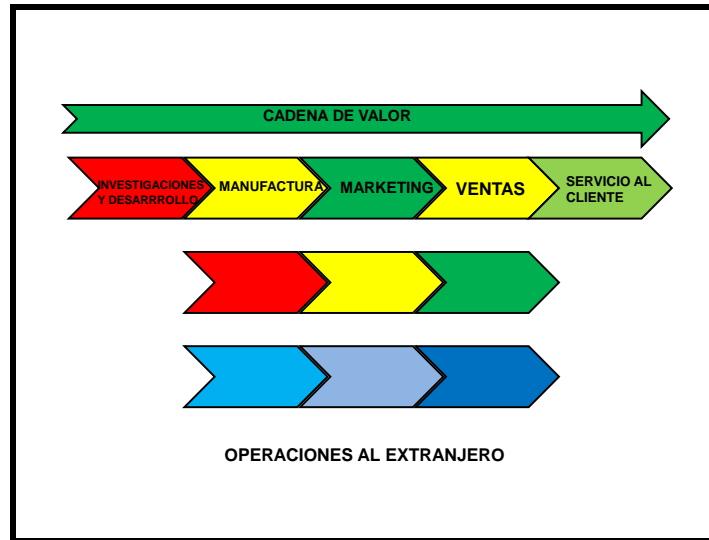 CADENA DE VALOR
INVESTIGACIONES
Y DESARRROLLO
MANUFACTURA
MARKETING
VENTAS
SERVICIO AL
CLIENTE
OPERACIONES AL EXTRANJERO